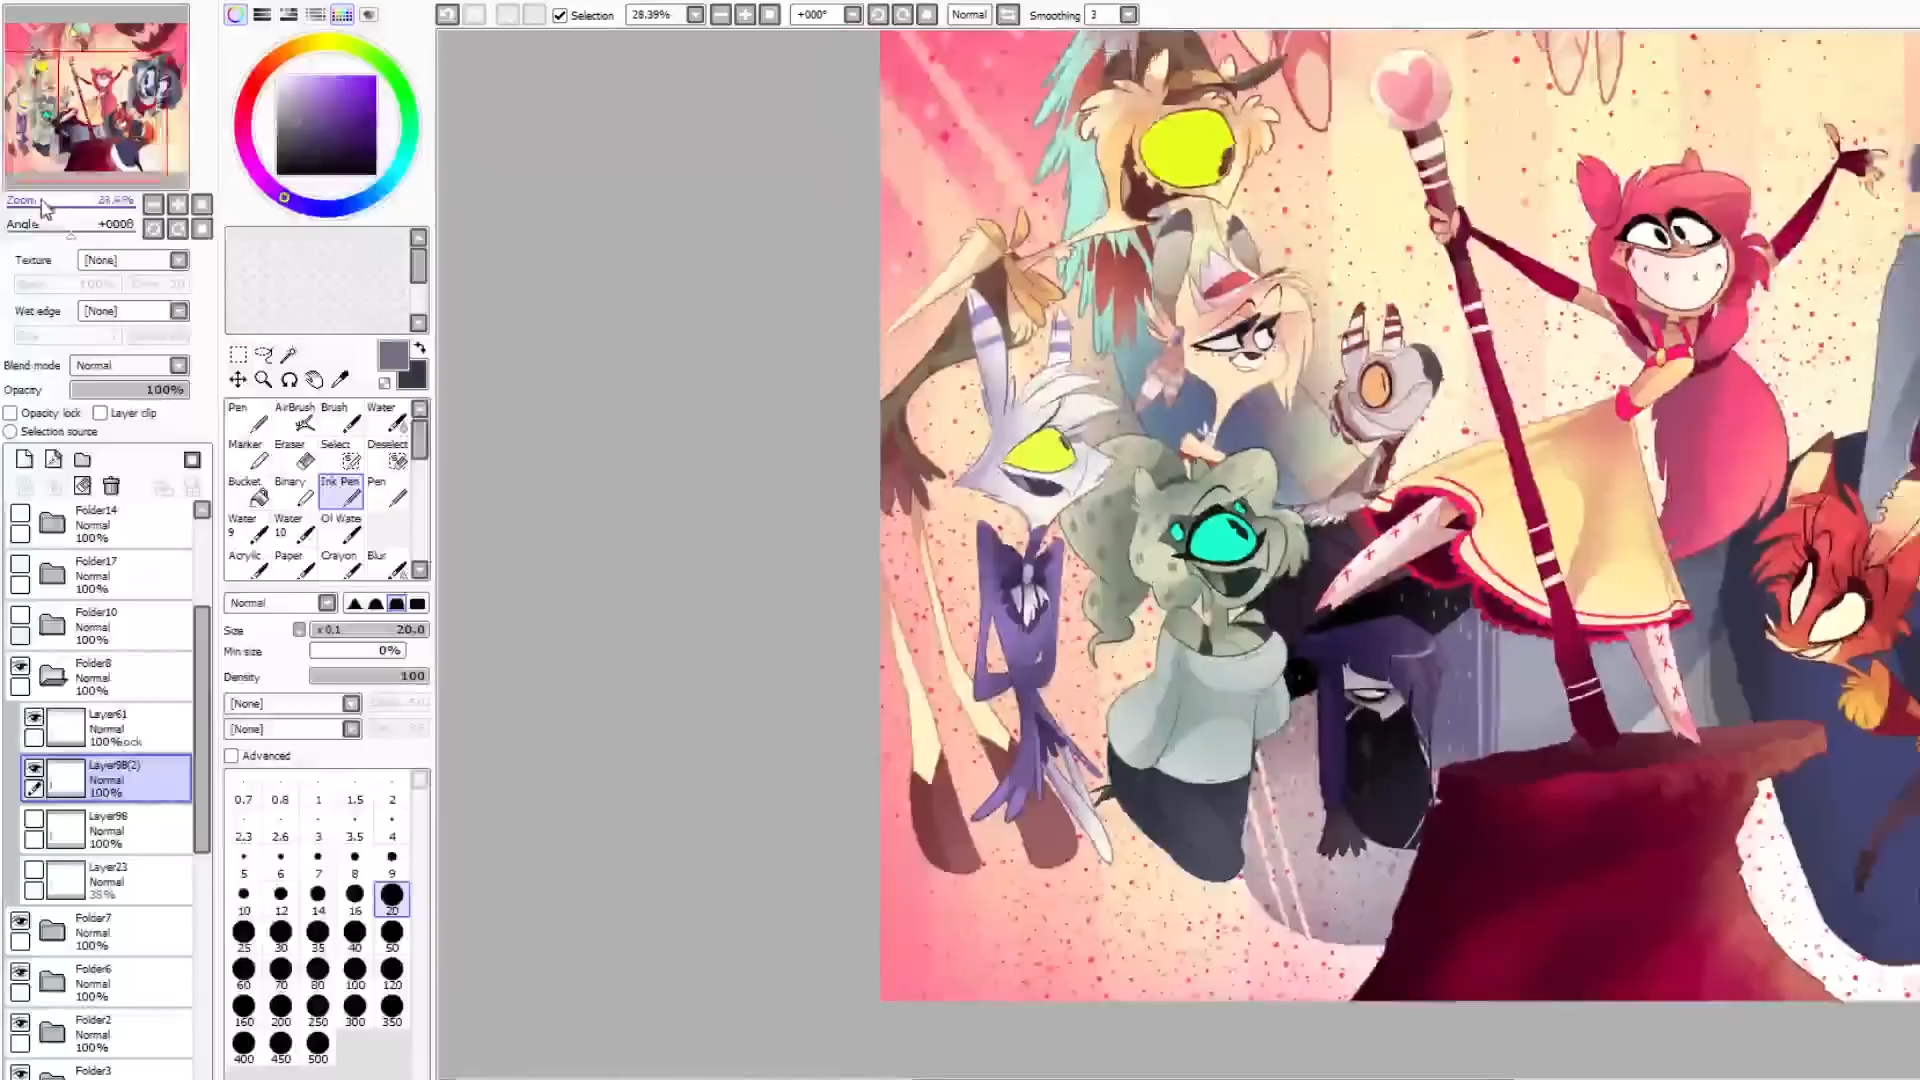 Selection 28.39% +000° Normal Smoothing 3
Zoom
Angle +000θ
Texture [None]
Wet edge [None]
Blend mode Normal
Opacity 100%
Opacity lock Layer clip
Selection source
Folder14
Normal
100%
Folder17
Normal
100%
Folder10
Normal
100%
Folder8
Normal
100%
Layer61
Normal
100%
Layer98(2)
Normal
100%
Layer98
Normal
100%
Layer23
Normal
38%
Folder7
Normal
100%
Folder6
Normal
100%
Folder2
Normal
100%
Folder3
Pen AirBrush Brush Water
Marker Eraser Select Deselect
Bucket Binary Ink Pen Pen
Water 9 Water 10 Ol Wate
Acrylic Paper Crayon Blur
Normal
Size x 0.1 20.0
Min size 0%
Density 100
[None]
[None]
Advanced
0.7 0.8 1 1.5 2
2.3 2.6 3 3.5 4
5 6 7 8 9
10 12 14 16 20
25 30 35 40 50
60 70 80 100 120
160 200 250 300 350
400 450 500